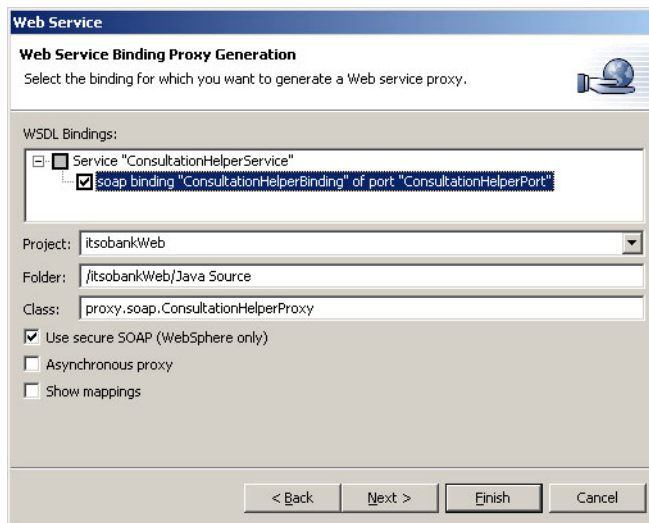 Web Service
Web Service Binding Proxy Generation
Select the binding for which you want to generate a Web service proxy.
WSDL Bindings:
Service "ConsultationHelperService"
soap binding "ConsultationHelperBinding" of port "ConsultationHelperPort"
Project: itsobankWeb
Folder: /itsobankWeb/Java Source
Class: proxy.soap.ConsultationHelperProxy
Use secure SOAP (WebSphere only)
Asynchronous proxy
Show mappings
< Back Next > Finish Cancel